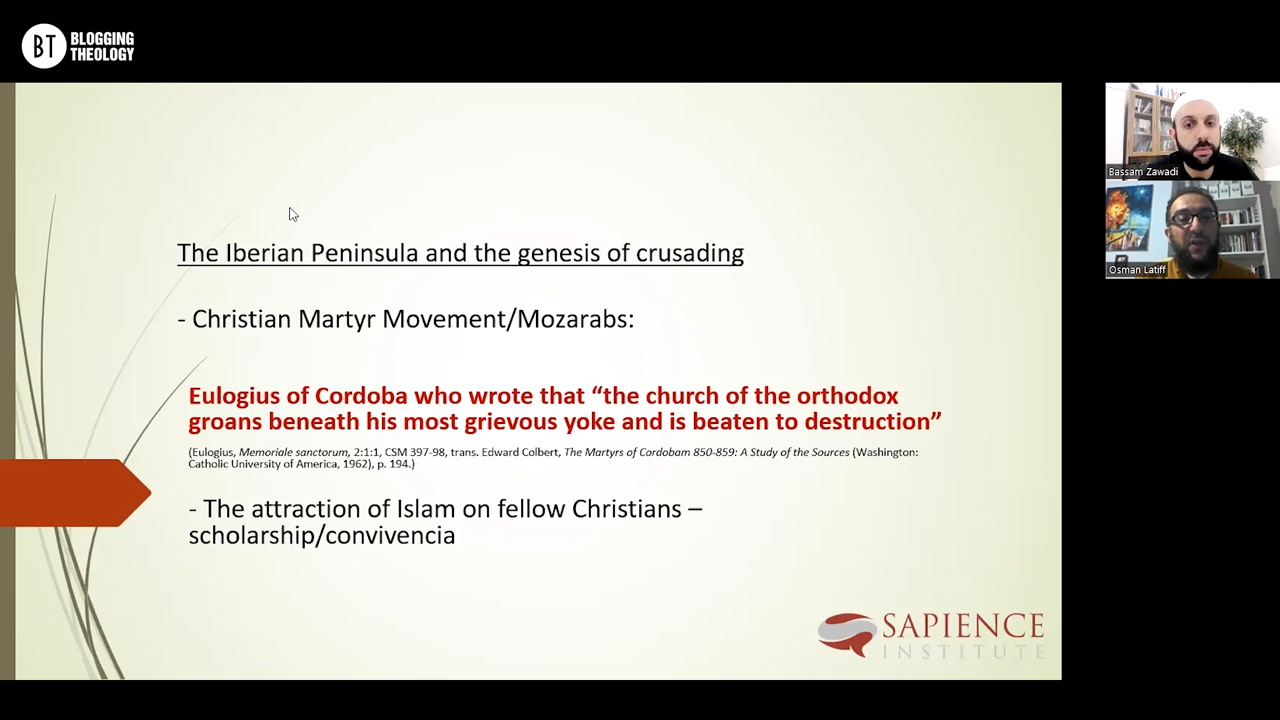 BT BLOGGING
THEOLOGY
Bassam Zawadi
Osman Latiff
The Iberian Peninsula and the genesis of crusading
- Christian Martyr Movement/Mozarabs:
Eulogius of Cordoba who wrote that “the church of the orthodox
groans beneath his most grievous yoke and is beaten to destruction”
(Eulogius, Memoriale sanctorum, 2:1:1, CSM 397-98, trans. Edward Colbert, The Martyrs of Cordobam 850-859: A Study of the Sources (Washington:
Catholic University of America, 1962), p. 194.)
- The attraction of Islam on fellow Christians –
scholarship/convivencia
SAPIENCE
INSTITUTE